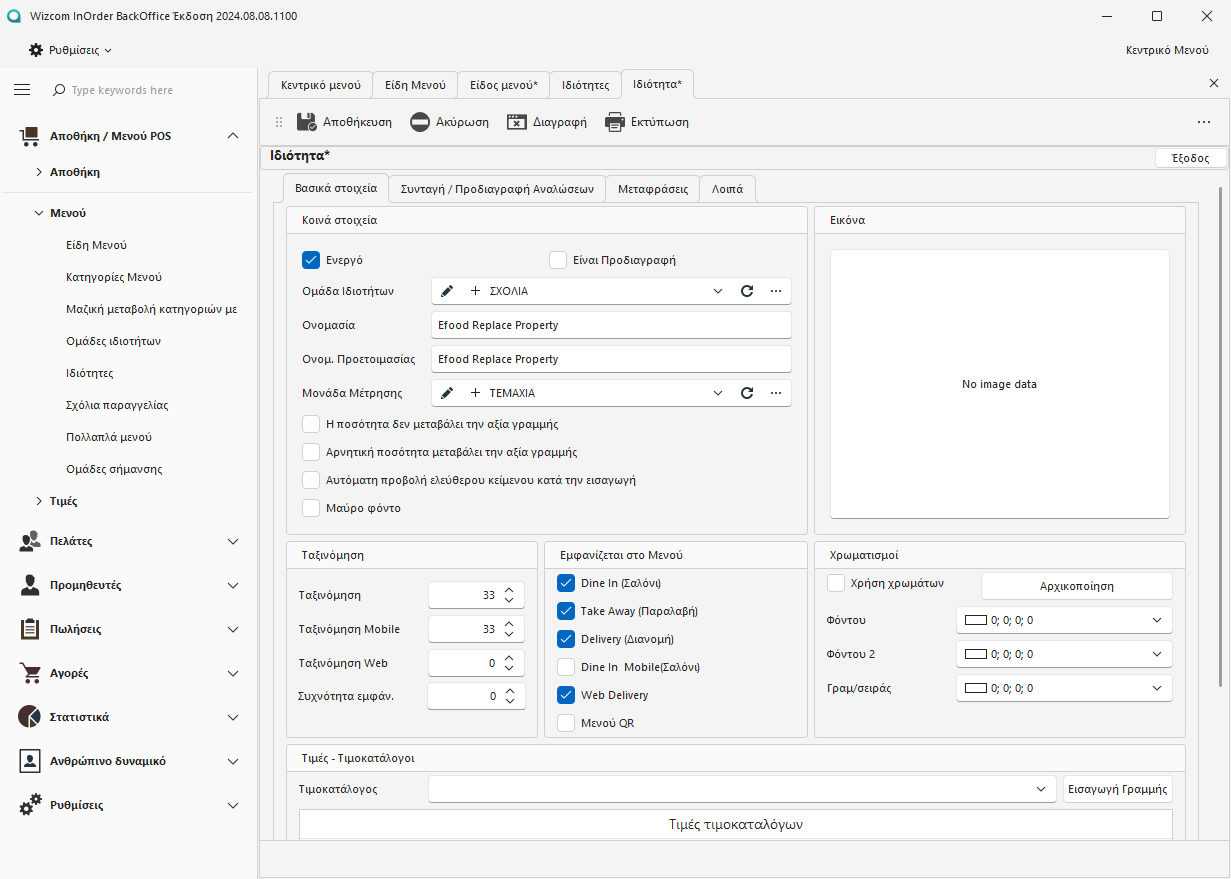 Wizcom InOrder BackOffice Έκδοση 2024.08.08.1100
Ρυθμίσεις
Κεντρικό Μενού
Type keywords here
Αποθήκη / Μενού POS
Αποθήκη
Μενού
Είδη Μενού
Κατηγορίες Μενού
Μαζική μεταβολή κατηγοριών με
Ομάδες ιδιοτήτων
Ιδιότητες
Σχόλια παραγγελίας
Πολλαπλά μενού
Ομάδες σήμανσης
Τιμές
Πελάτες
Προμηθευτές
Πωλήσεις
Αγορές
Στατιστικά
Ανθρώπινο δυναμικό
Ρυθμίσεις
Κεντρικό μενού
Είδη Μενού
Είδος μενού*
Ιδιότητες
Ιδιότητα*
Αποθήκευση
Ακύρωση
Διαγραφή
Εκτύπωση
Ιδιότητα*
Έξοδος
Βασικά στοιχεία
Συνταγή / Προδιαγραφή Αναλώσεων
Μεταφράσεις
Λοιπά
Κοινά στοιχεία
Ενεργό
Είναι Προδιαγραφή
Ομάδα Ιδιοτήτων
ΣΧΟΛΙΑ
Ονομασία
Efood Replace Property
Ονομ. Προετοιμασίας
Efood Replace Property
Μονάδα Μέτρησης
ΤΕΜΑΧΙΑ
Η ποσότητα δεν μεταβάλει την αξία γραμμής
Αρνητική ποσότητα μεταβάλει την αξία γραμμής
Αυτόματη προβολή ελεύθερου κείμενου κατά την εισαγωγή
Μαύρο φόντο
Εικόνα
No image data
Ταξινόμηση
Ταξινόμηση
33
Ταξινόμηση Mobile
33
Ταξινόμηση Web
0
Συχνότητα εμφάν.
0
Εμφανίζεται στο Μενού
Dine In (Σαλόνι)
Take Away (Παραλαβή)
Delivery (Διανομή)
Dine In  Mobile(Σαλόνι)
Web Delivery
Μενού QR
Χρωματισμοί
Χρήση χρωμάτων
Αρχικοποίηση
Φόντου
0; 0; 0; 0
Φόντου 2
0; 0; 0; 0
Γραμ/σειράς
0; 0; 0; 0
Τιμές - Τιμοκατάλογοι
Τιμοκατάλογος
Εισαγωγή Γραμμής
Τιμές τιμοκαταλόγων